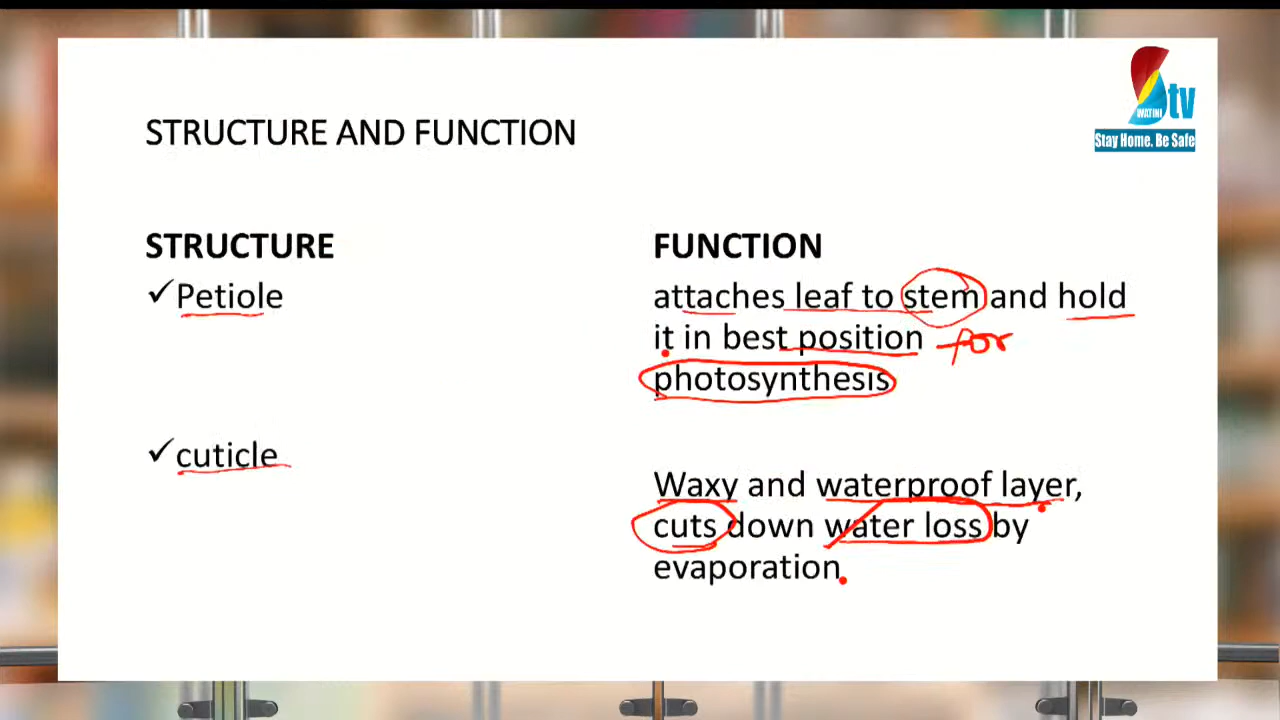 STRUCTURE AND FUNCTION
tv
WATINI
Stay Home. Be Safe
STRUCTURE
✓Petiole
✓cuticle
FUNCTION
attaches leaf to stem and hold
it in best position for
photosynthesis
Waxy and waterproof layer,
cuts down water loss by
evaporation.